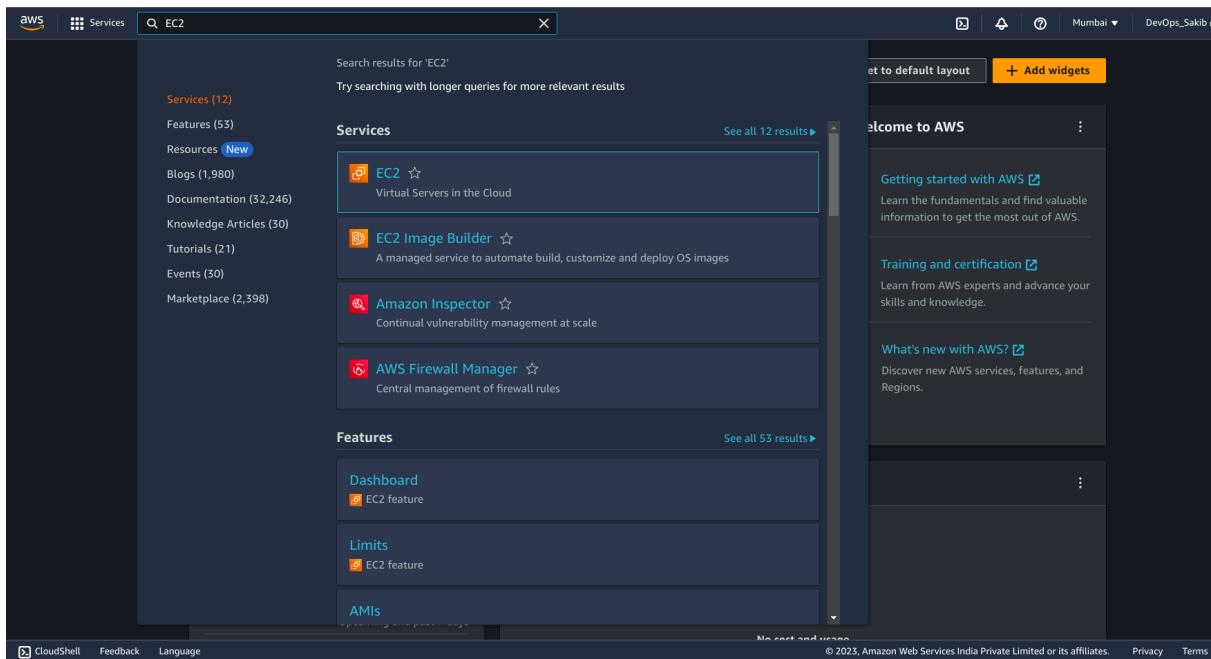 aws
Services
EC2
Mumbai
DevOps_Sakib
Search results for 'EC2'
Try searching with longer queries for more relevant results
Services (12)
Features (53)
Resources New
Blogs (1,980)
Documentation (32,246)
Knowledge Articles (30)
Tutorials (21)
Events (30)
Marketplace (2,398)
Services
See all 12 results
EC2
Virtual Servers in the Cloud
EC2 Image Builder
A managed service to automate build, customize and deploy OS images
Amazon Inspector
Continual vulnerability management at scale
AWS Firewall Manager
Central management of firewall rules
Features
See all 53 results
Dashboard
EC2 feature
Limits
EC2 feature
AMIs
et to default layout
+ Add widgets
elcome to AWS
Getting started with AWS
Learn the fundamentals and find valuable
information to get the most out of AWS.
Training and certification
Learn from AWS experts and advance your
skills and knowledge.
What's new with AWS?
Discover new AWS services, features, and
Regions.
No cost and usage
CloudShell
Feedback
Language
© 2023, Amazon Web Services India Private Limited or its affiliates.
Privacy
Terms